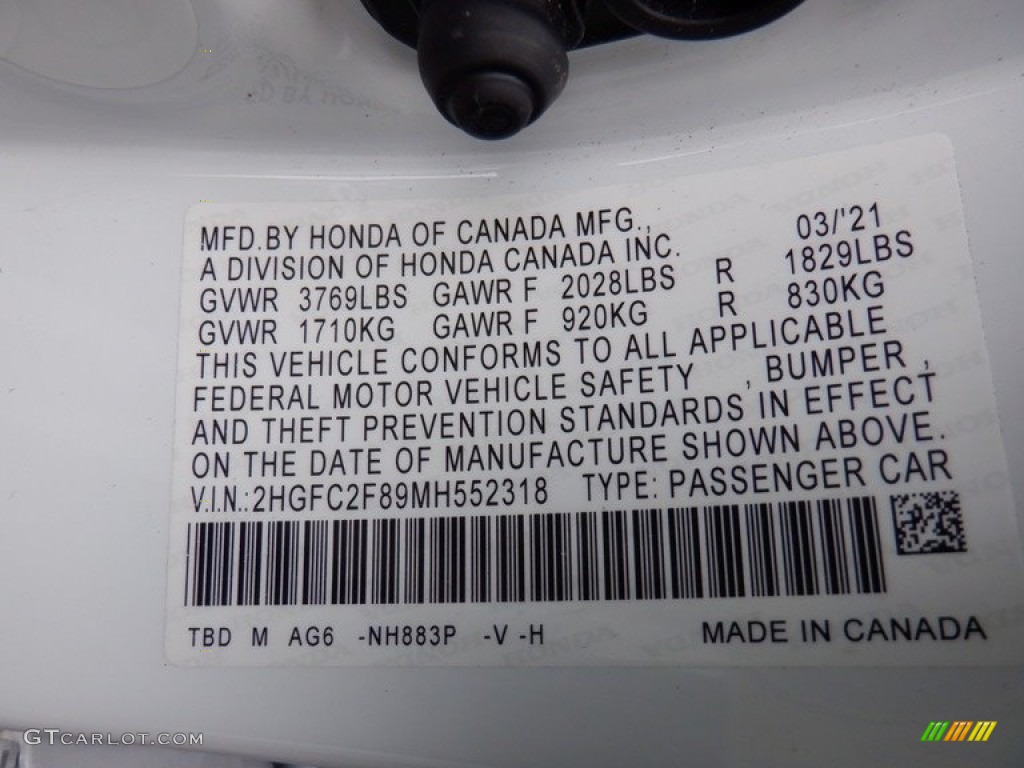 MFD.BY HONDA OF CANADA MFG., 03/'21
A DIVISION OF HONDA CANADA INC.
GVWR 3769LBS GAWR F 2028LBS R 1829LBS
GVWR 1710KG GAWR F 920KG R 830KG
THIS VEHICLE CONFORMS TO ALL APPLICABLE
FEDERAL MOTOR VEHICLE SAFETY , BUMPER ,
AND THEFT PREVENTION STANDARDS IN EFFECT
ON THE DATE OF MANUFACTURE SHOWN ABOVE.
V.I.N.:2HGFC2F89MH552318 TYPE: PASSENGER CAR
TBD M AG6 -NH883P -V -H MADE IN CANADA
GTCARLOT.COM